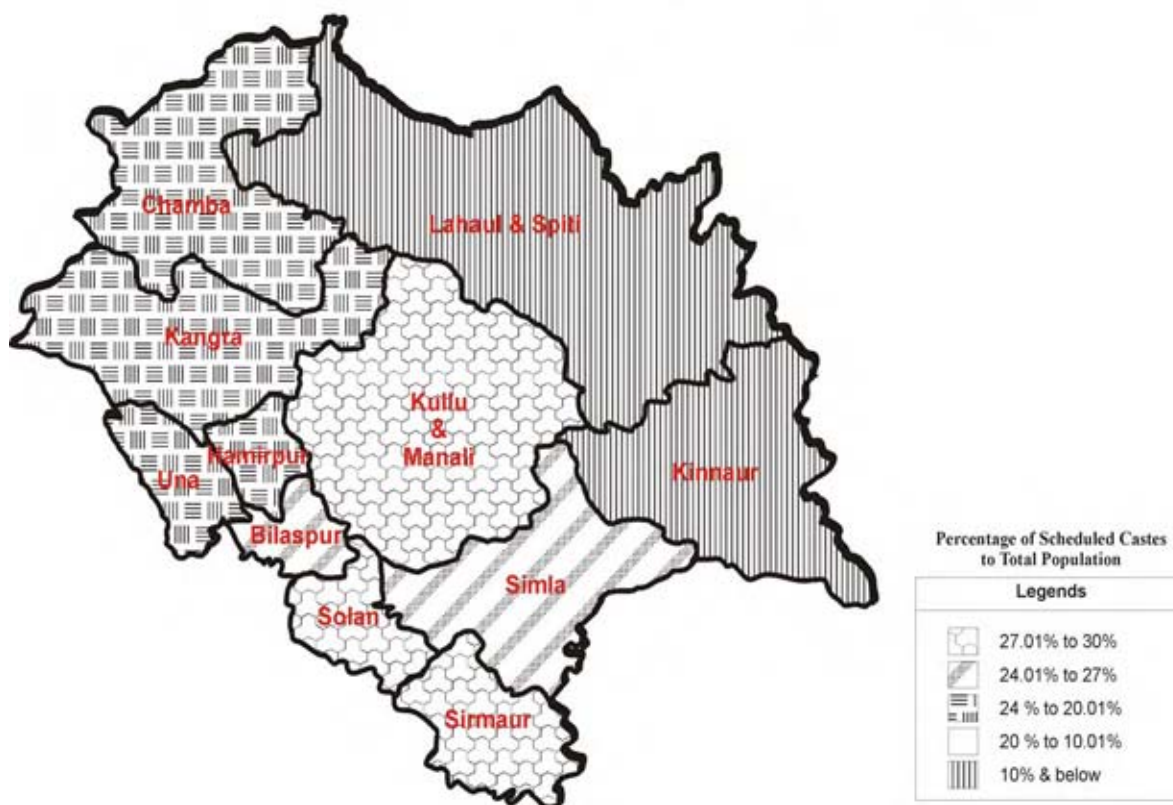 Chamba
Lahaul & Spiti
Kangra
Kullu
&
Manali
Hamirpur
Una
Kinnaur
Bilaspur
Simla
Solan
Sirmaur
Percentage of Scheduled Castes
to Total Population
Legends
27.01% to 30%
24.01% to 27%
24 % to 20.01%
20 % to 10.01%
10% & below